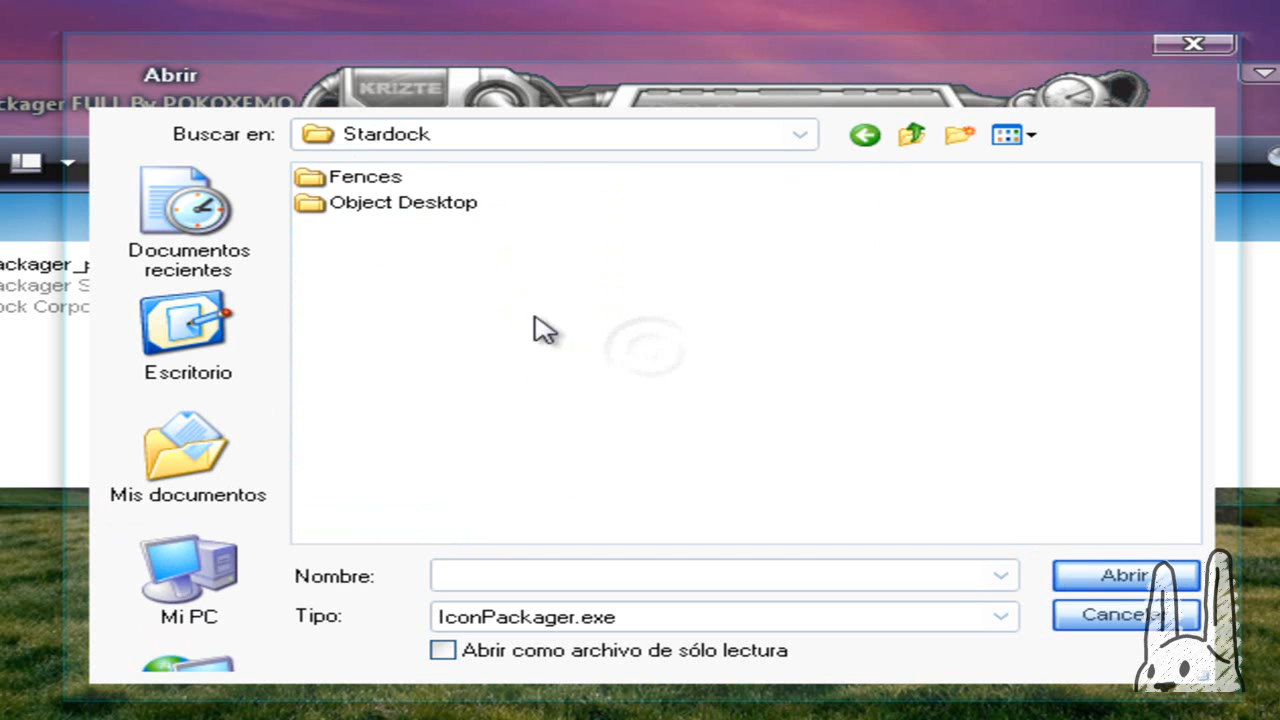 Abrir
KRIZTE
ckager FULL By POKOXEMO
Buscar en:
Stardock
Fences
Object Desktop
Documentos
recientes
ackager_p
ackager S
ock Corpo
Escritorio
Mis documentos
Mi PC
Nombre:
Abrir
Tipo:
IconPackager.exe
Cancelar
Abrir como archivo de sólo lectura